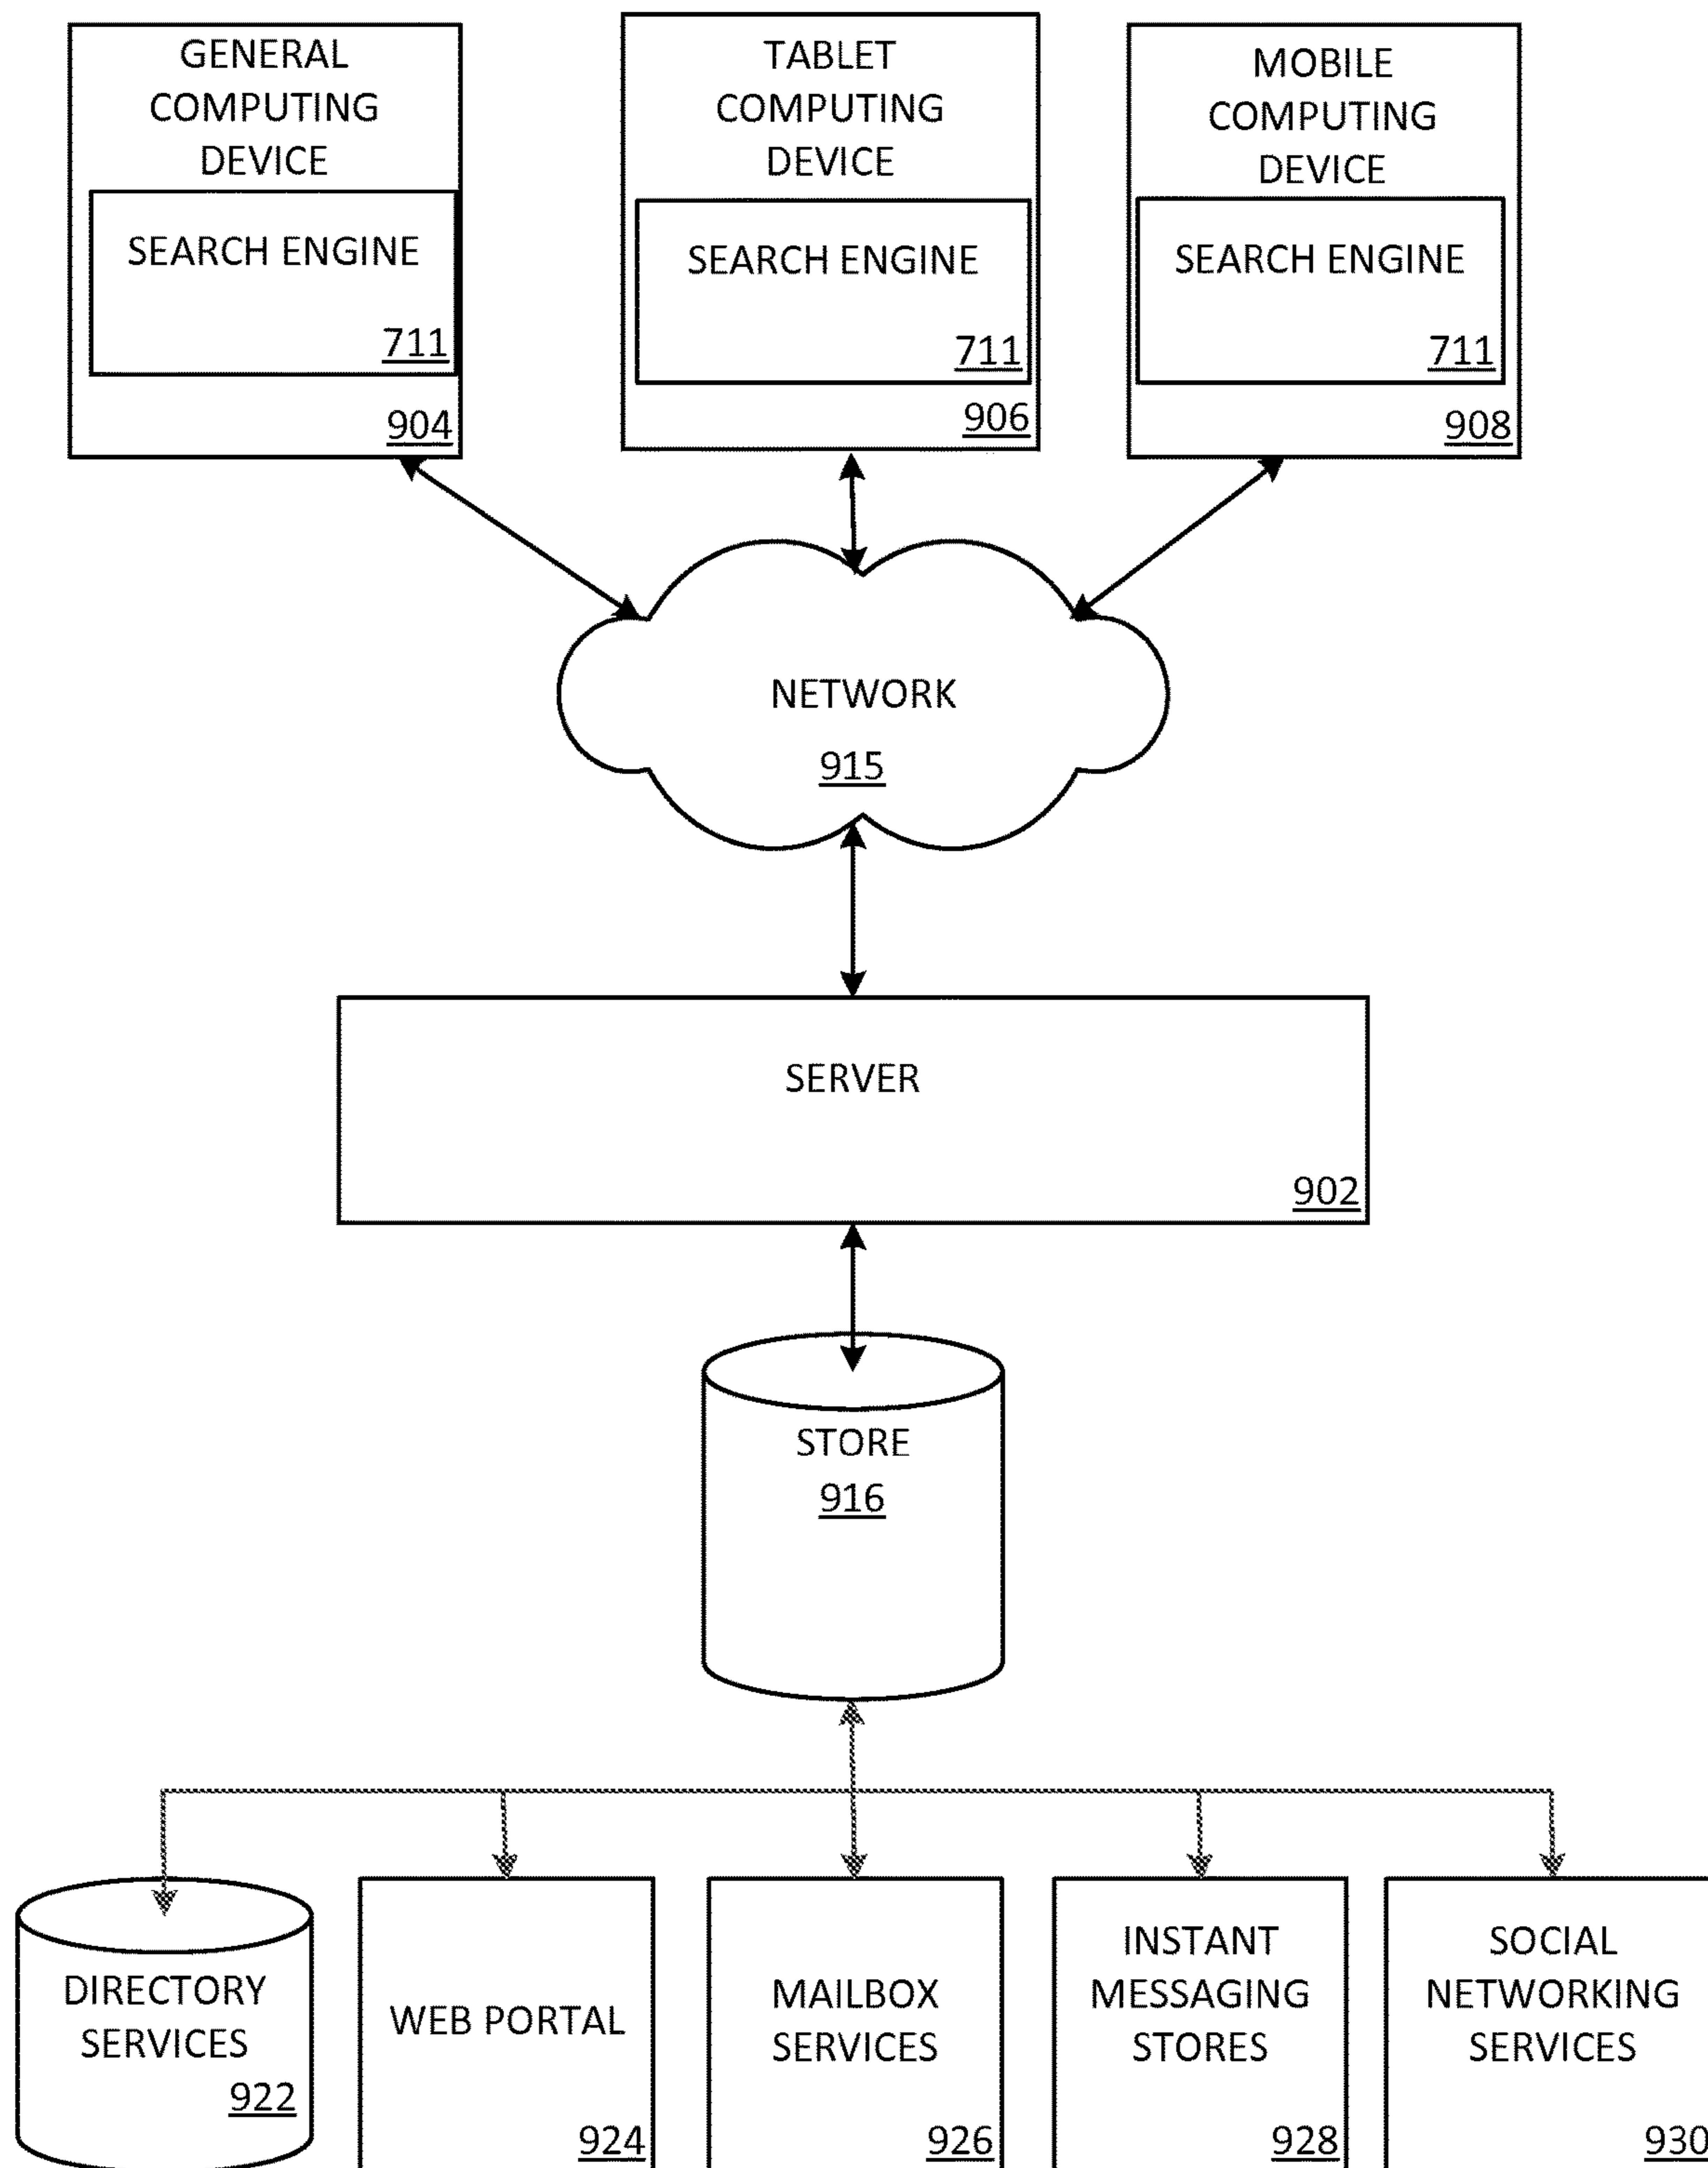 GENERAL
COMPUTING
DEVICE
SEARCH ENGINE
711
904
TABLET
COMPUTING
DEVICE
SEARCH ENGINE
711
906
MOBILE
COMPUTING
DEVICE
SEARCH ENGINE
711
908
NETWORK
915
SERVER
902
STORE
916
DIRECTORY
SERVICES
922
WEB PORTAL
924
MAILBOX
SERVICES
926
INSTANT
MESSAGING
STORES
928
SOCIAL
NETWORKING
SERVICES
930